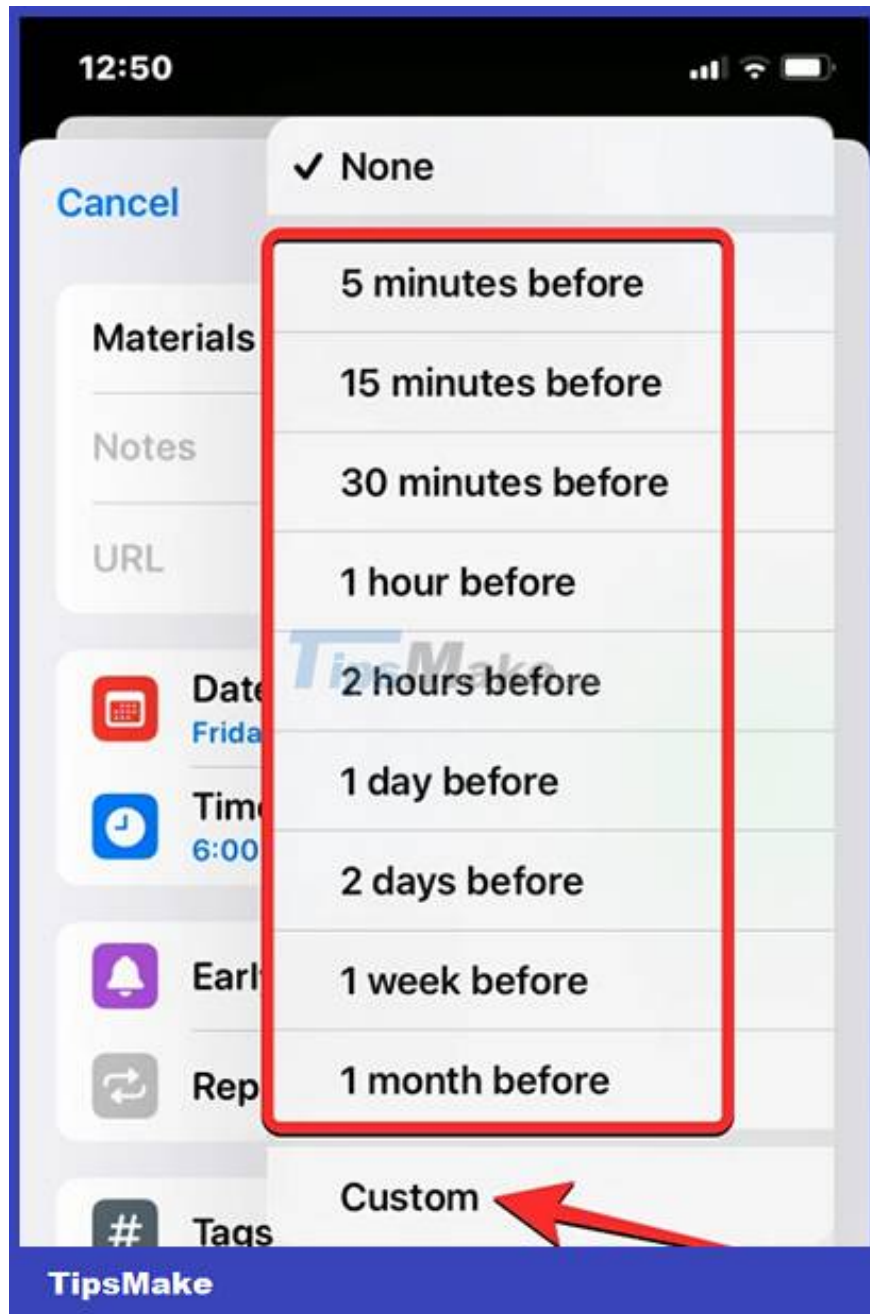 12:50
None
Cancel
5 minutes before
Materials
15 minutes before
Notes
30 minutes before
URL
1 hour before
TipsMake
Date
2 hours before
Frida
1 day before
Time
6:00
2 days before
Earl
1 week before
Rep
1 month before
Custom
#
Tags
TipsMake